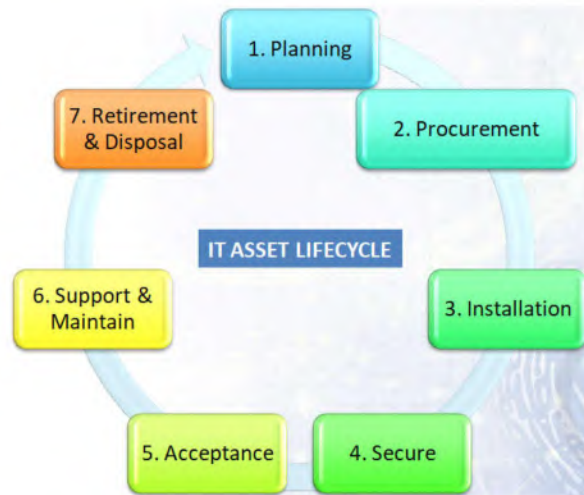 1. Planning
2. Procurement
3. Installation
4. Secure
5. Acceptance
6. Support &
Maintain
7. Retirement
& Disposal
IT ASSET LIFECYCLE